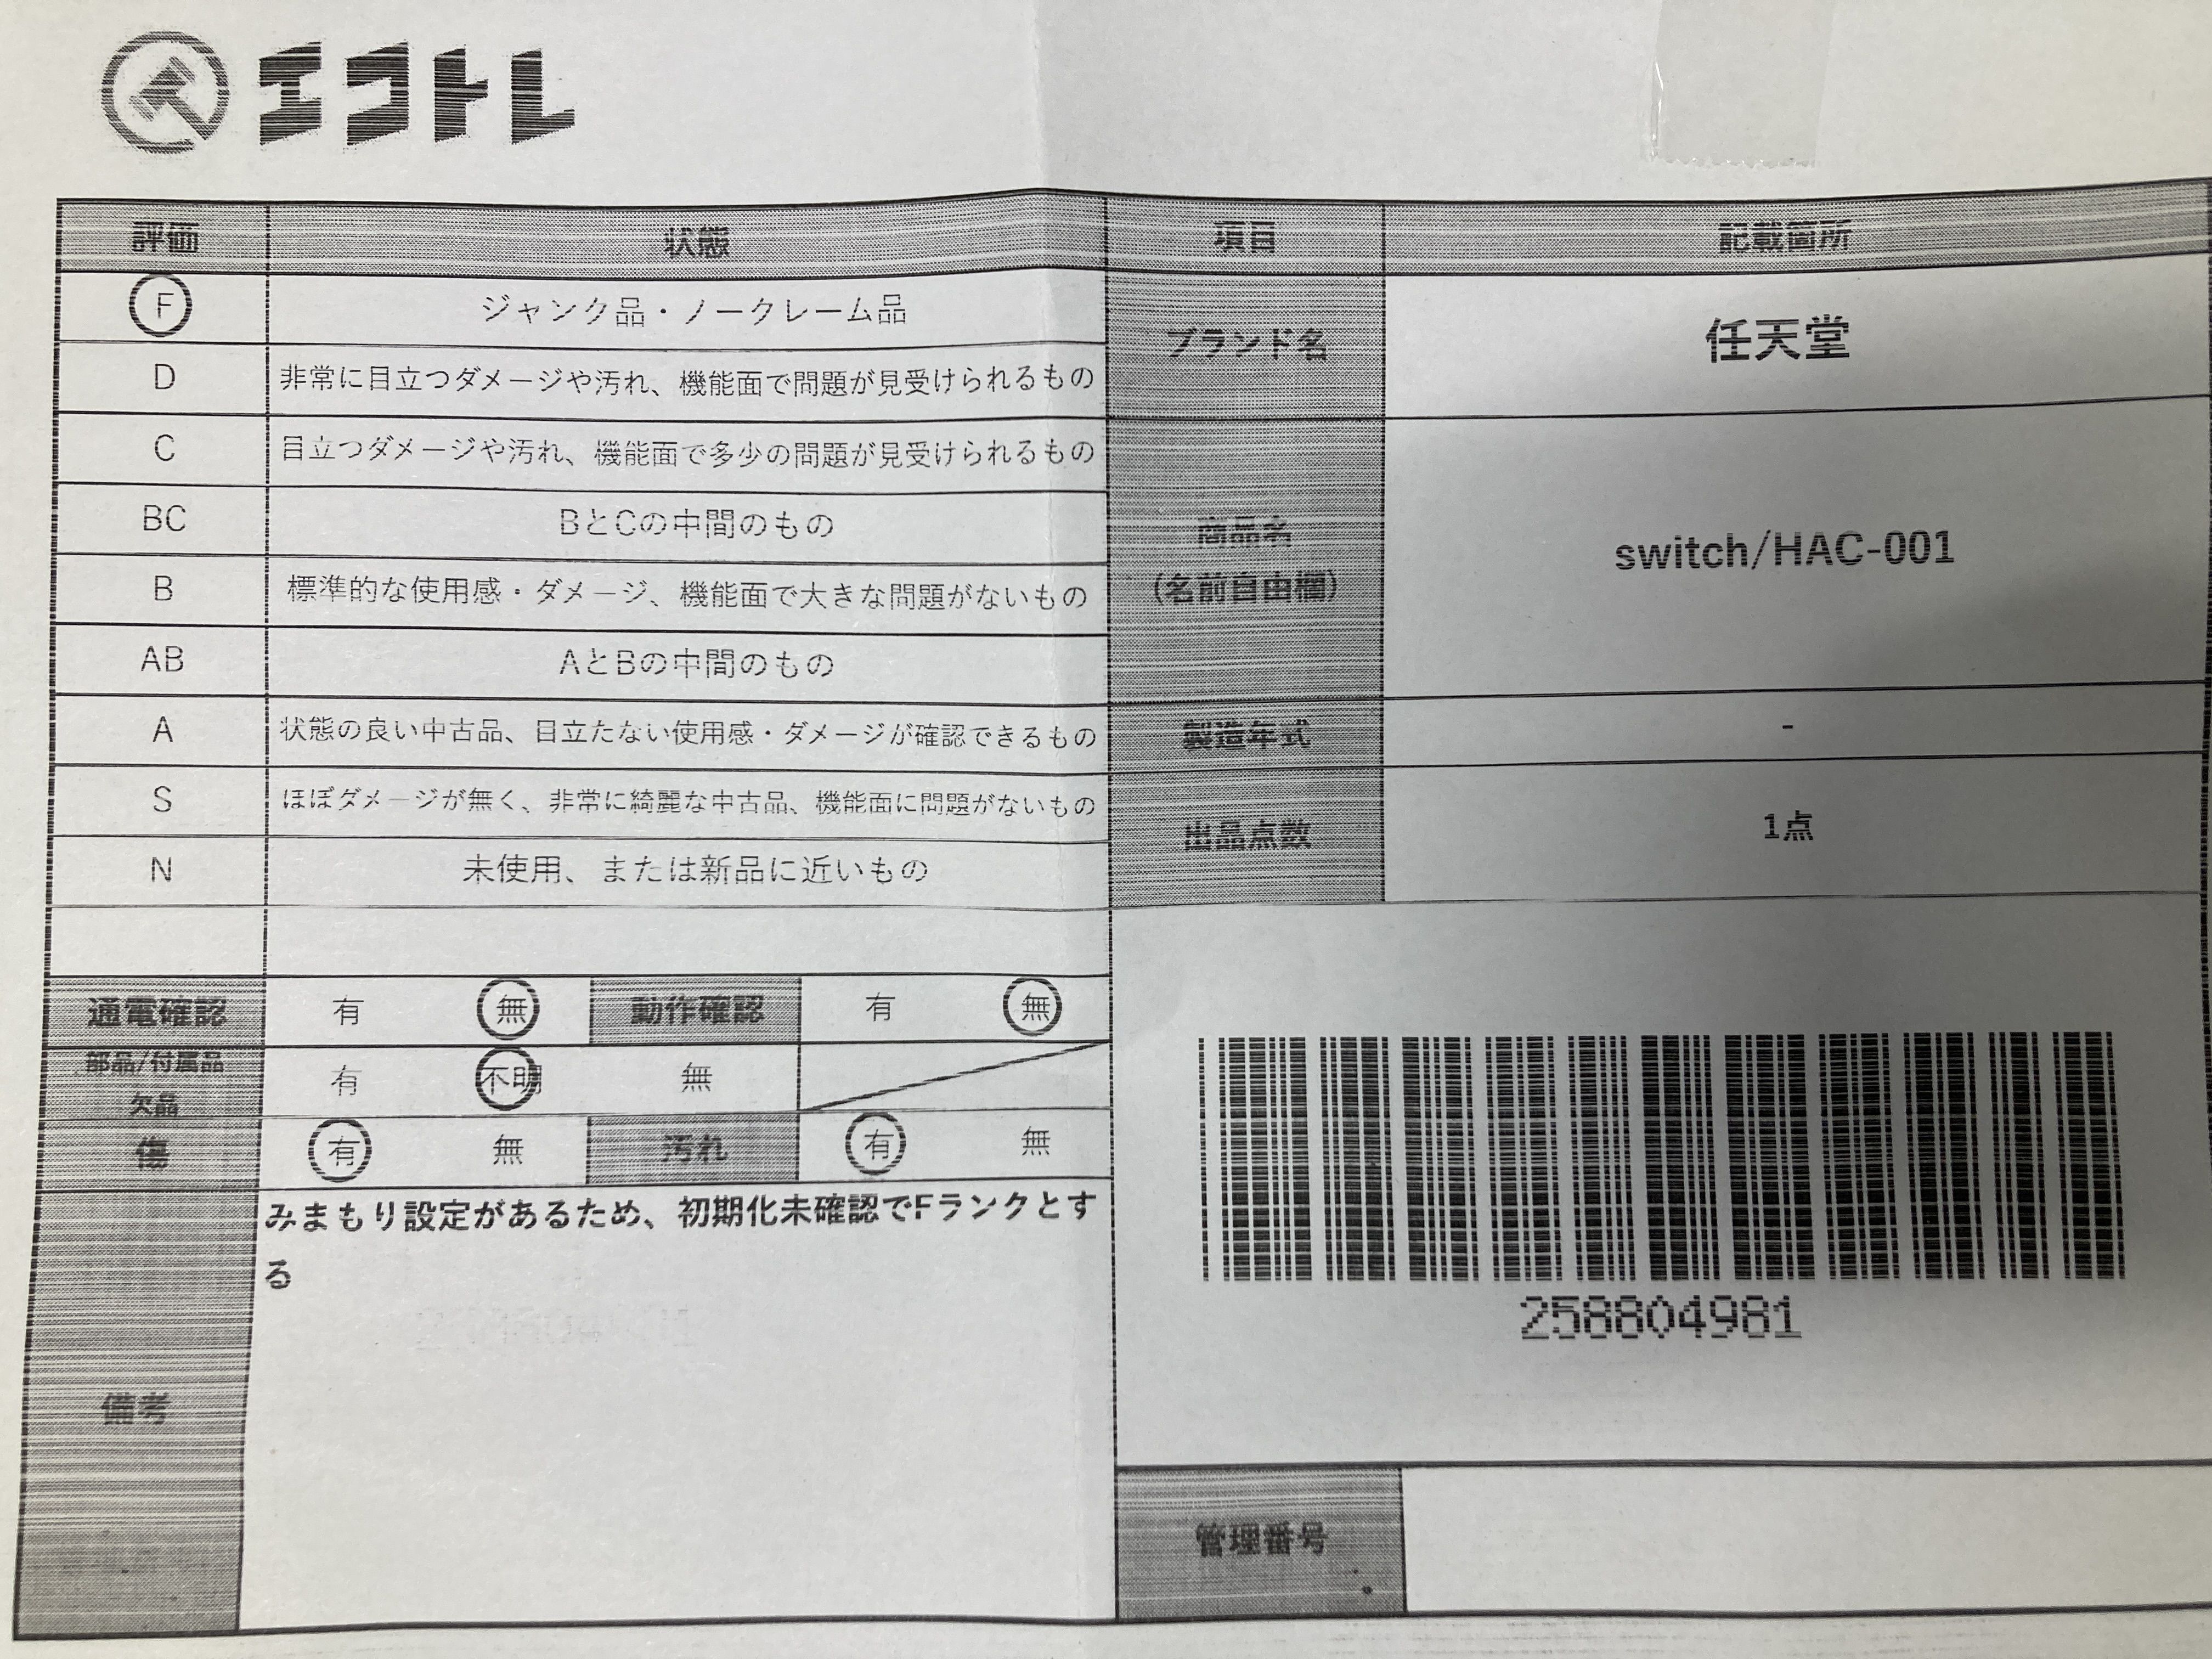 エコトレ
評価 状態 項目 記載箇所
F ジャンク品・ノークレーム品
D 非常に目立つダメージや汚れ、機能面で問題が見受けられるもの
C 目立つダメージや汚れ、機能面で多少の問題が見受けられるもの
BC BとCの中間のもの
B 標準的な使用感・ダメージ、機能面で大きな問題がないもの
AB AとBの中間のもの
A 状態の良い中古品、目立たない使用感・ダメージが確認できるもの
S ほぼダメージが無く、非常に綺麗な中古品、機能面に問題がないもの
N 未使用、または新品に近いもの
通電確認 有 無 動作確認 有 無
部品/付属品
欠品
有 不明 無
傷 有 無 汚れ 有 無
備考
みまもり設定があるため、初期化未確認でFランクとす
る
ブランド名 任天堂
商品名
(名前自由欄)
switch/HAC-001
製造年式 -
出品点数 1点
258804981
管理番号